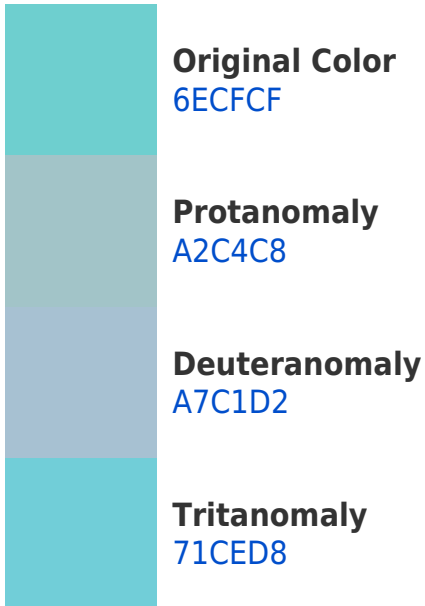 Original Color
6ECFCF
Protanomaly
A2C4C8
Deuteranomaly
A7C1D2
Tritanomaly
71CED8